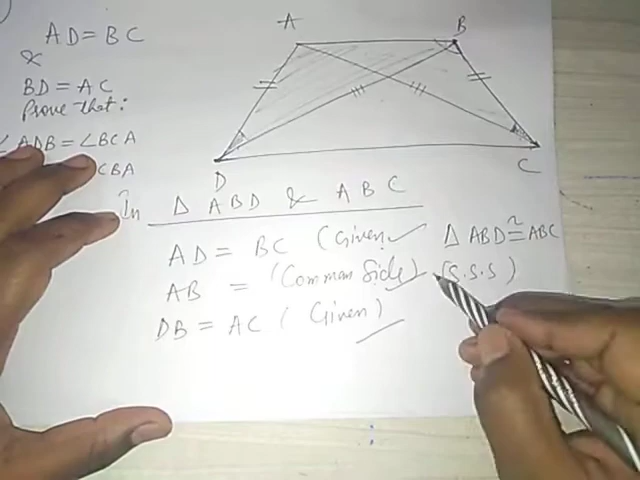 AD = BC
&
BD = AC
Prove that:
∠ADB = ∠BCA
CBA
A
B
D
C
In Δ ABD & ABC
AD = BC (Given)
AB = (Comman Side)
DB = AC (Given)
Δ ABD ≅ ABC
(S.S.S)